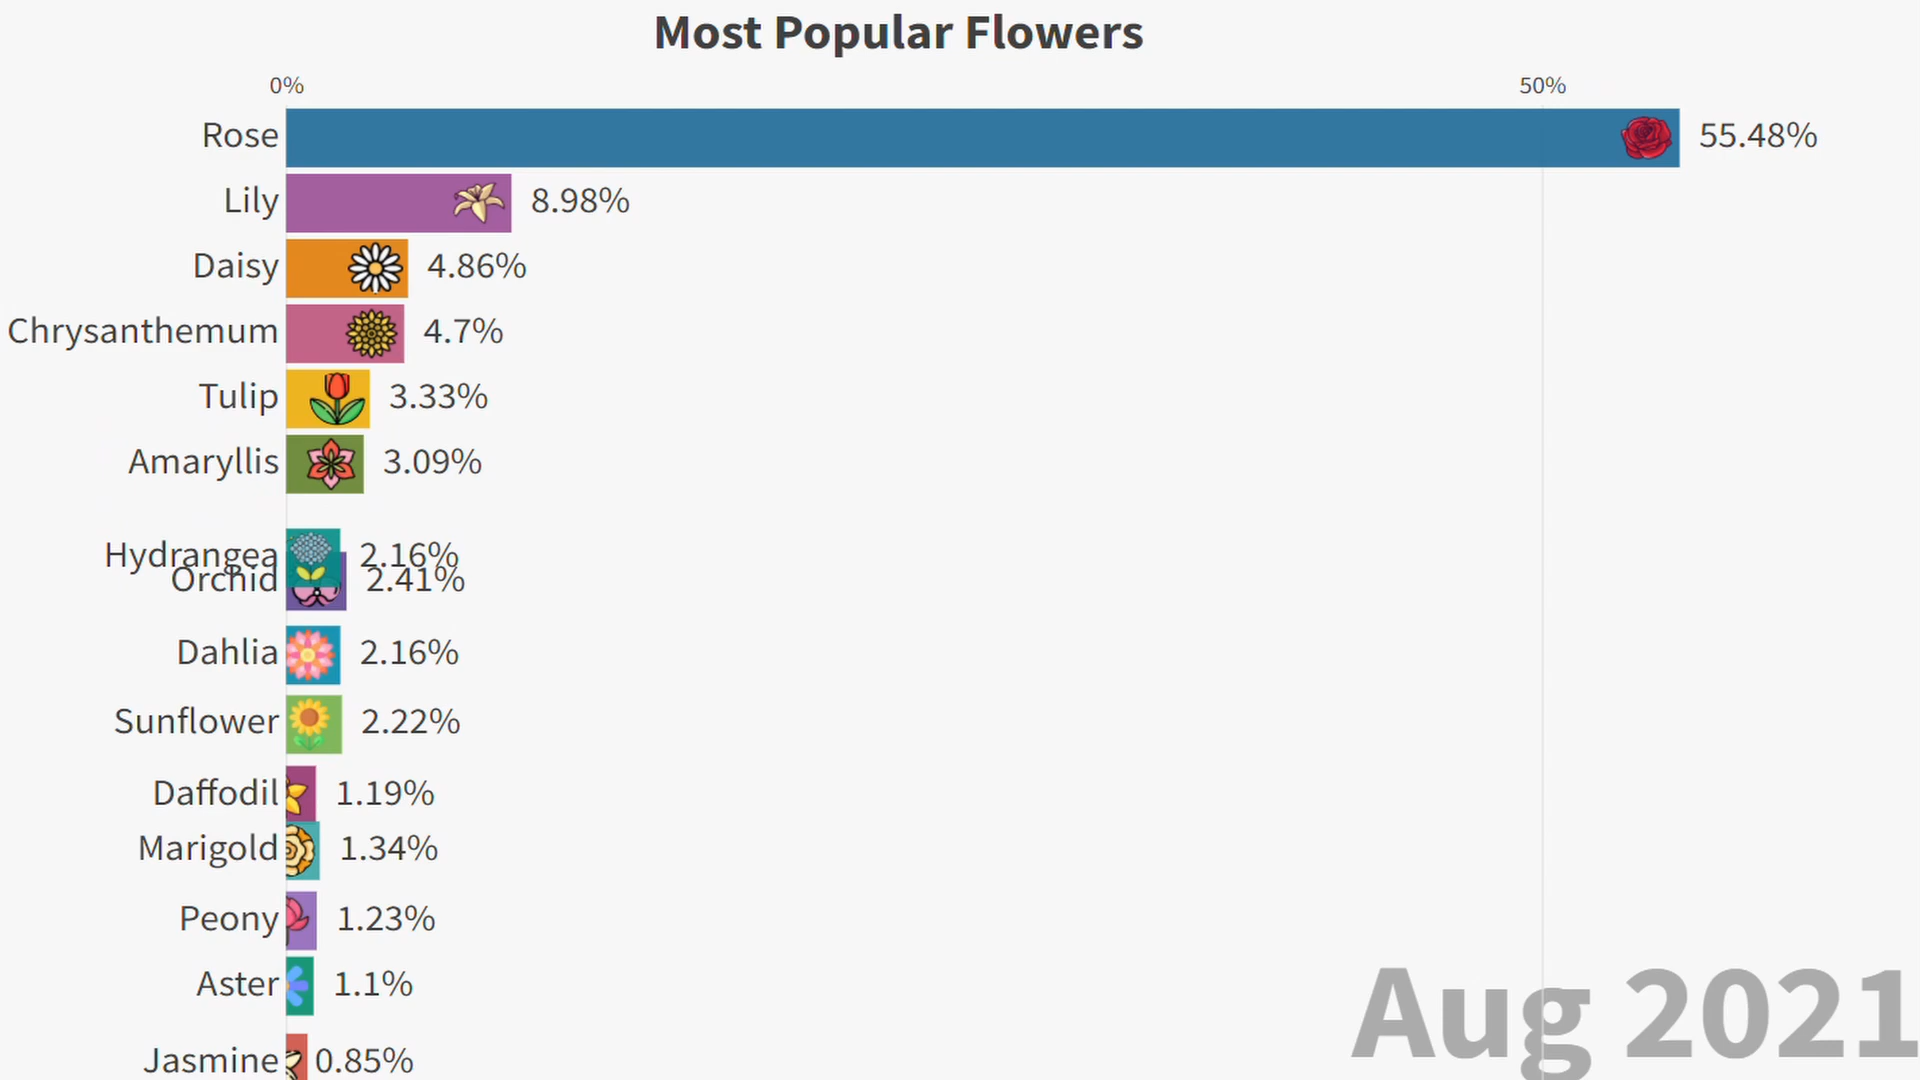 Most Popular Flowers
0% 50%
Rose 55.48%
Lily 8.98%
Daisy 4.86%
Chrysanthemum 4.7%
Tulip 3.33%
Amaryllis 3.09%
Hydrangea 2.16%
Orchid 2.41%
Dahlia 2.16%
Sunflower 2.22%
Daffodil 1.19%
Marigold 1.34%
Peony 1.23%
Aster 1.1%
Jasmine 0.85%
Aug 2021